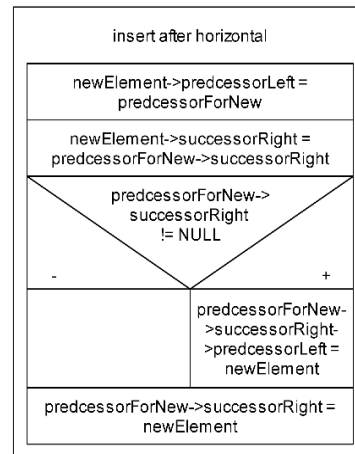 insert after horizontal
newElement->predcessorLeft =
predcessorForNew
newElement->successorRight =
predcessorForNew->successorRight
predcessorForNew->
successorRight
!= NULL
-
+
predcessorForNew-
>successorRight-
>predcessorLeft =
newElement
predcessorForNew->successorRight =
newElement